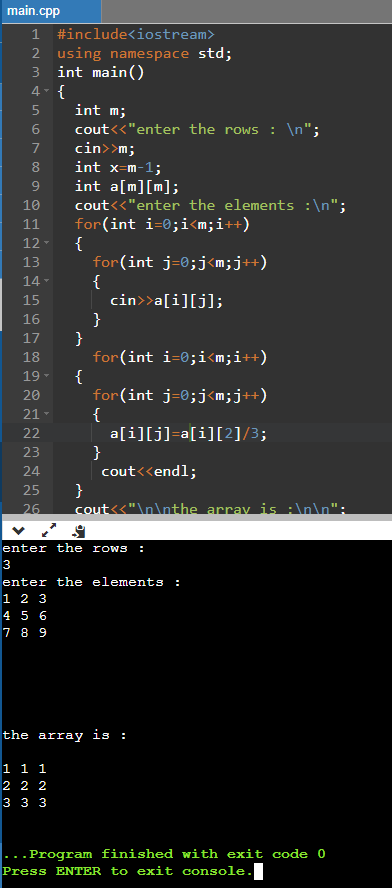 main.cpp
1 #include<iostream>
2 using namespace std;
3 int main()
4 {
5 int m;
6 cout<<"enter the rows : \n";
7 cin>>m;
8 int x=m-1;
9 int a[m][m];
10 cout<<"enter the elements :\n";
11 for(int i=0;i<m;i++)
12 {
13 for(int j=0;j<m;j++)
14 {
15 cin>>a[i][j];
16 }
17 }
18 for(int i=0;i<m;i++)
19 {
20 for(int j=0;j<m;j++)
21 {
22 a[i][j]=a[i][2]/3;
23 }
24 cout<<endl;
25 }
26 cout<<"\n\nthe array is :\n\n";
enter the rows :
3
enter the elements :
1 2 3
4 5 6
7 8 9
the array is :
1 1 1
2 2 2
3 3 3
...Program finished with exit code 0
Press ENTER to exit console.